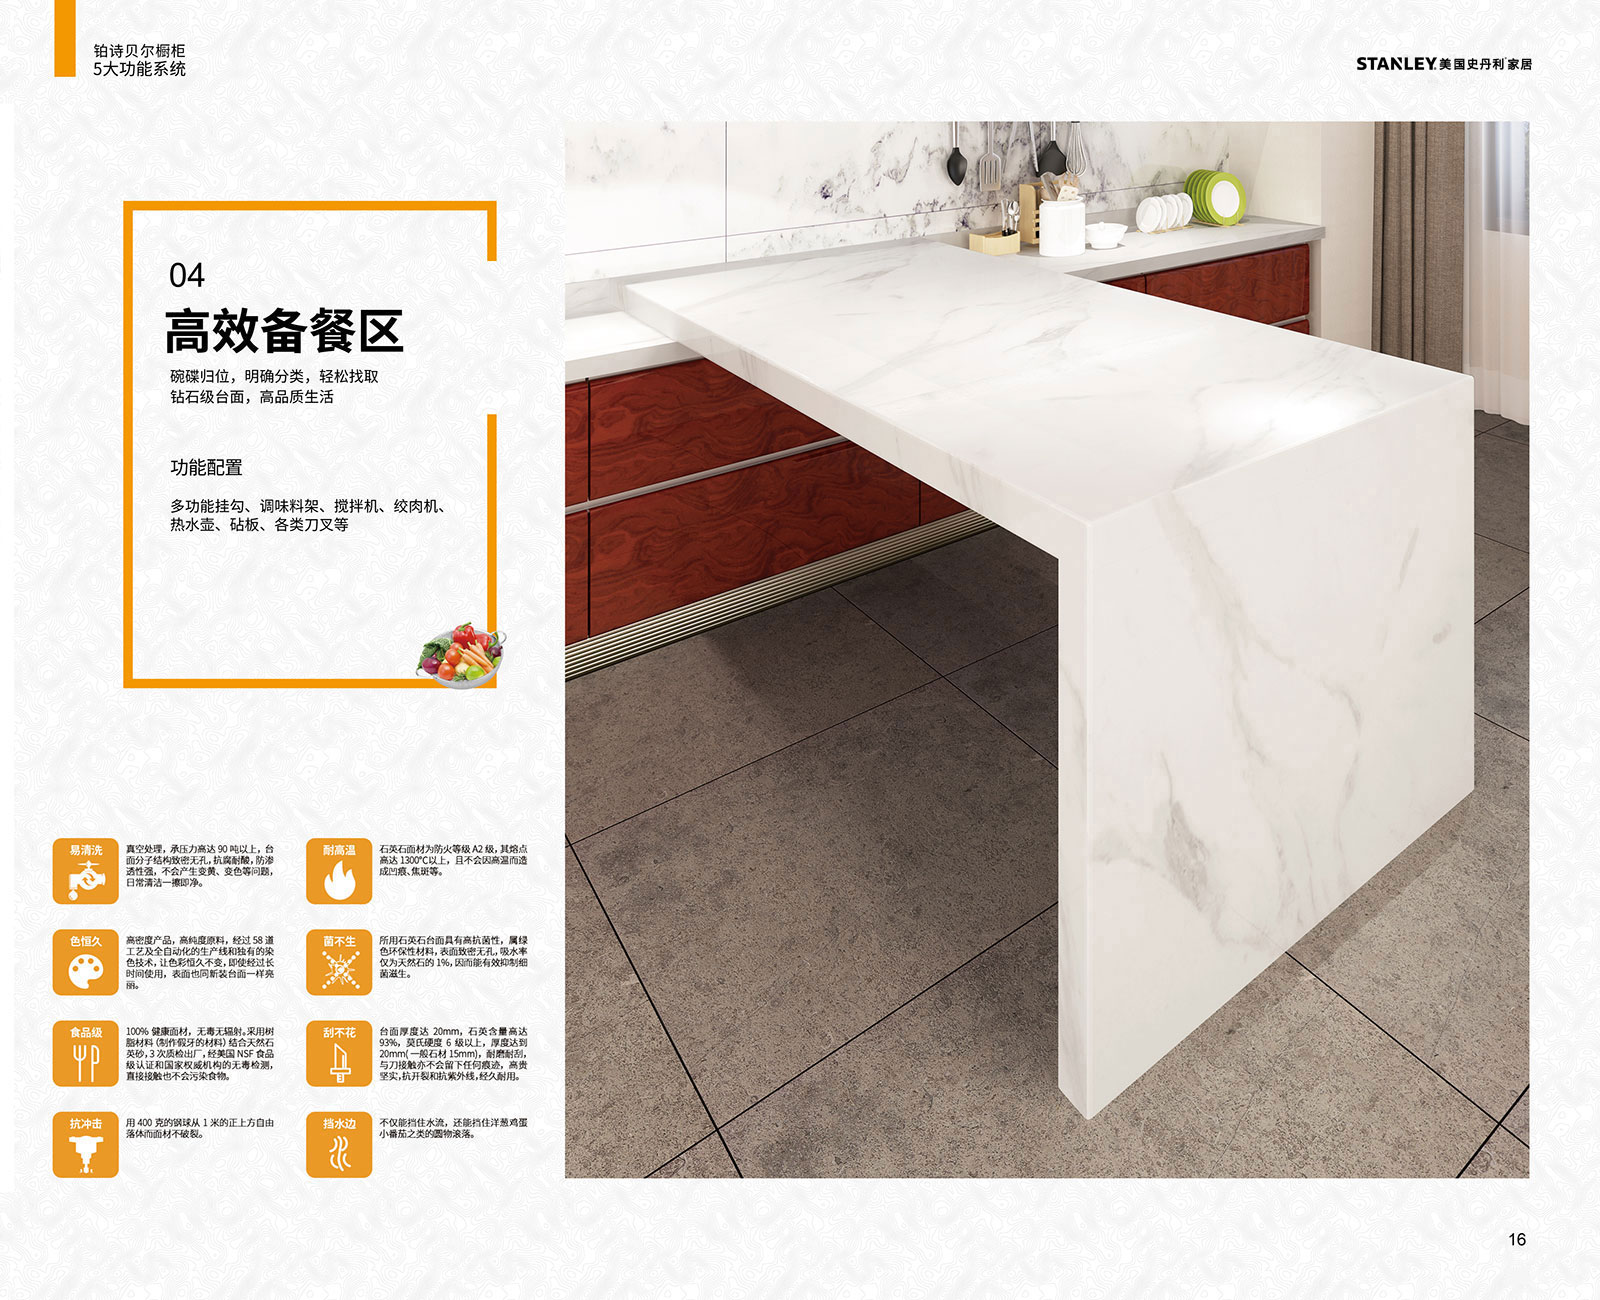 铂诗贝尔橱柜
5大功能系统
STANLEY 美国史丹利家居
04
高效备餐区
碗碟归位，明确分类，轻松找取
钻石级台面，高品质生活
功能配置
多功能挂勾、调味料架、搅拌机、绞肉机、
热水壶、砧板、各类刀叉等
易清洗
真空处理，承压力高达 90 吨以上，台
面分子结构致密无孔，抗腐耐酸，防渗
透性强，不会产生变黄、变色等问题，
日常清洁一擦即净。
耐高温
石英石面材为防火等级 A2 级，其熔点
高达 1300°C以上，且不会因高温而造
成凹痕、焦斑等。
色恒久
高密度产品，高纯度原料，经过 58 道
工艺及全自动化的生产线和独有的染
色技术，让色彩恒久不变，即使经过长
时间使用，表面也同新装台面一样亮
丽。
菌不生
所用石英石台面具有高抗菌性，属绿
色环保性材料，表面致密无孔，吸水率
仅为天然石的 1%，因而能有效抑制细
菌滋生。
食品级
100% 健康面材，无毒无辐射。采用树
脂材料（制作假牙的材料）结合天然石
英砂，3 次质检出厂，经美国 NSF 食品
级认证和国家权威机构的无毒检测，
直接接触也不会污染食物。
刮不花
台面厚度达 20mm，石英含量高达
93%，莫氏硬度 6 级以上，厚度达到
20mm( 一般石材 15mm)，耐磨耐刮，
与刀接触亦不会留下任何痕迹，高贵
坚实，抗开裂和抗紫外线，经久耐用。
抗冲击
用 400 克的钢球从 1 米的正上方自由
落体而面材不破裂。
挡水边
不仅能挡住水流，还能挡住洋葱鸡蛋
小番茄之类的圆物滚落。
16